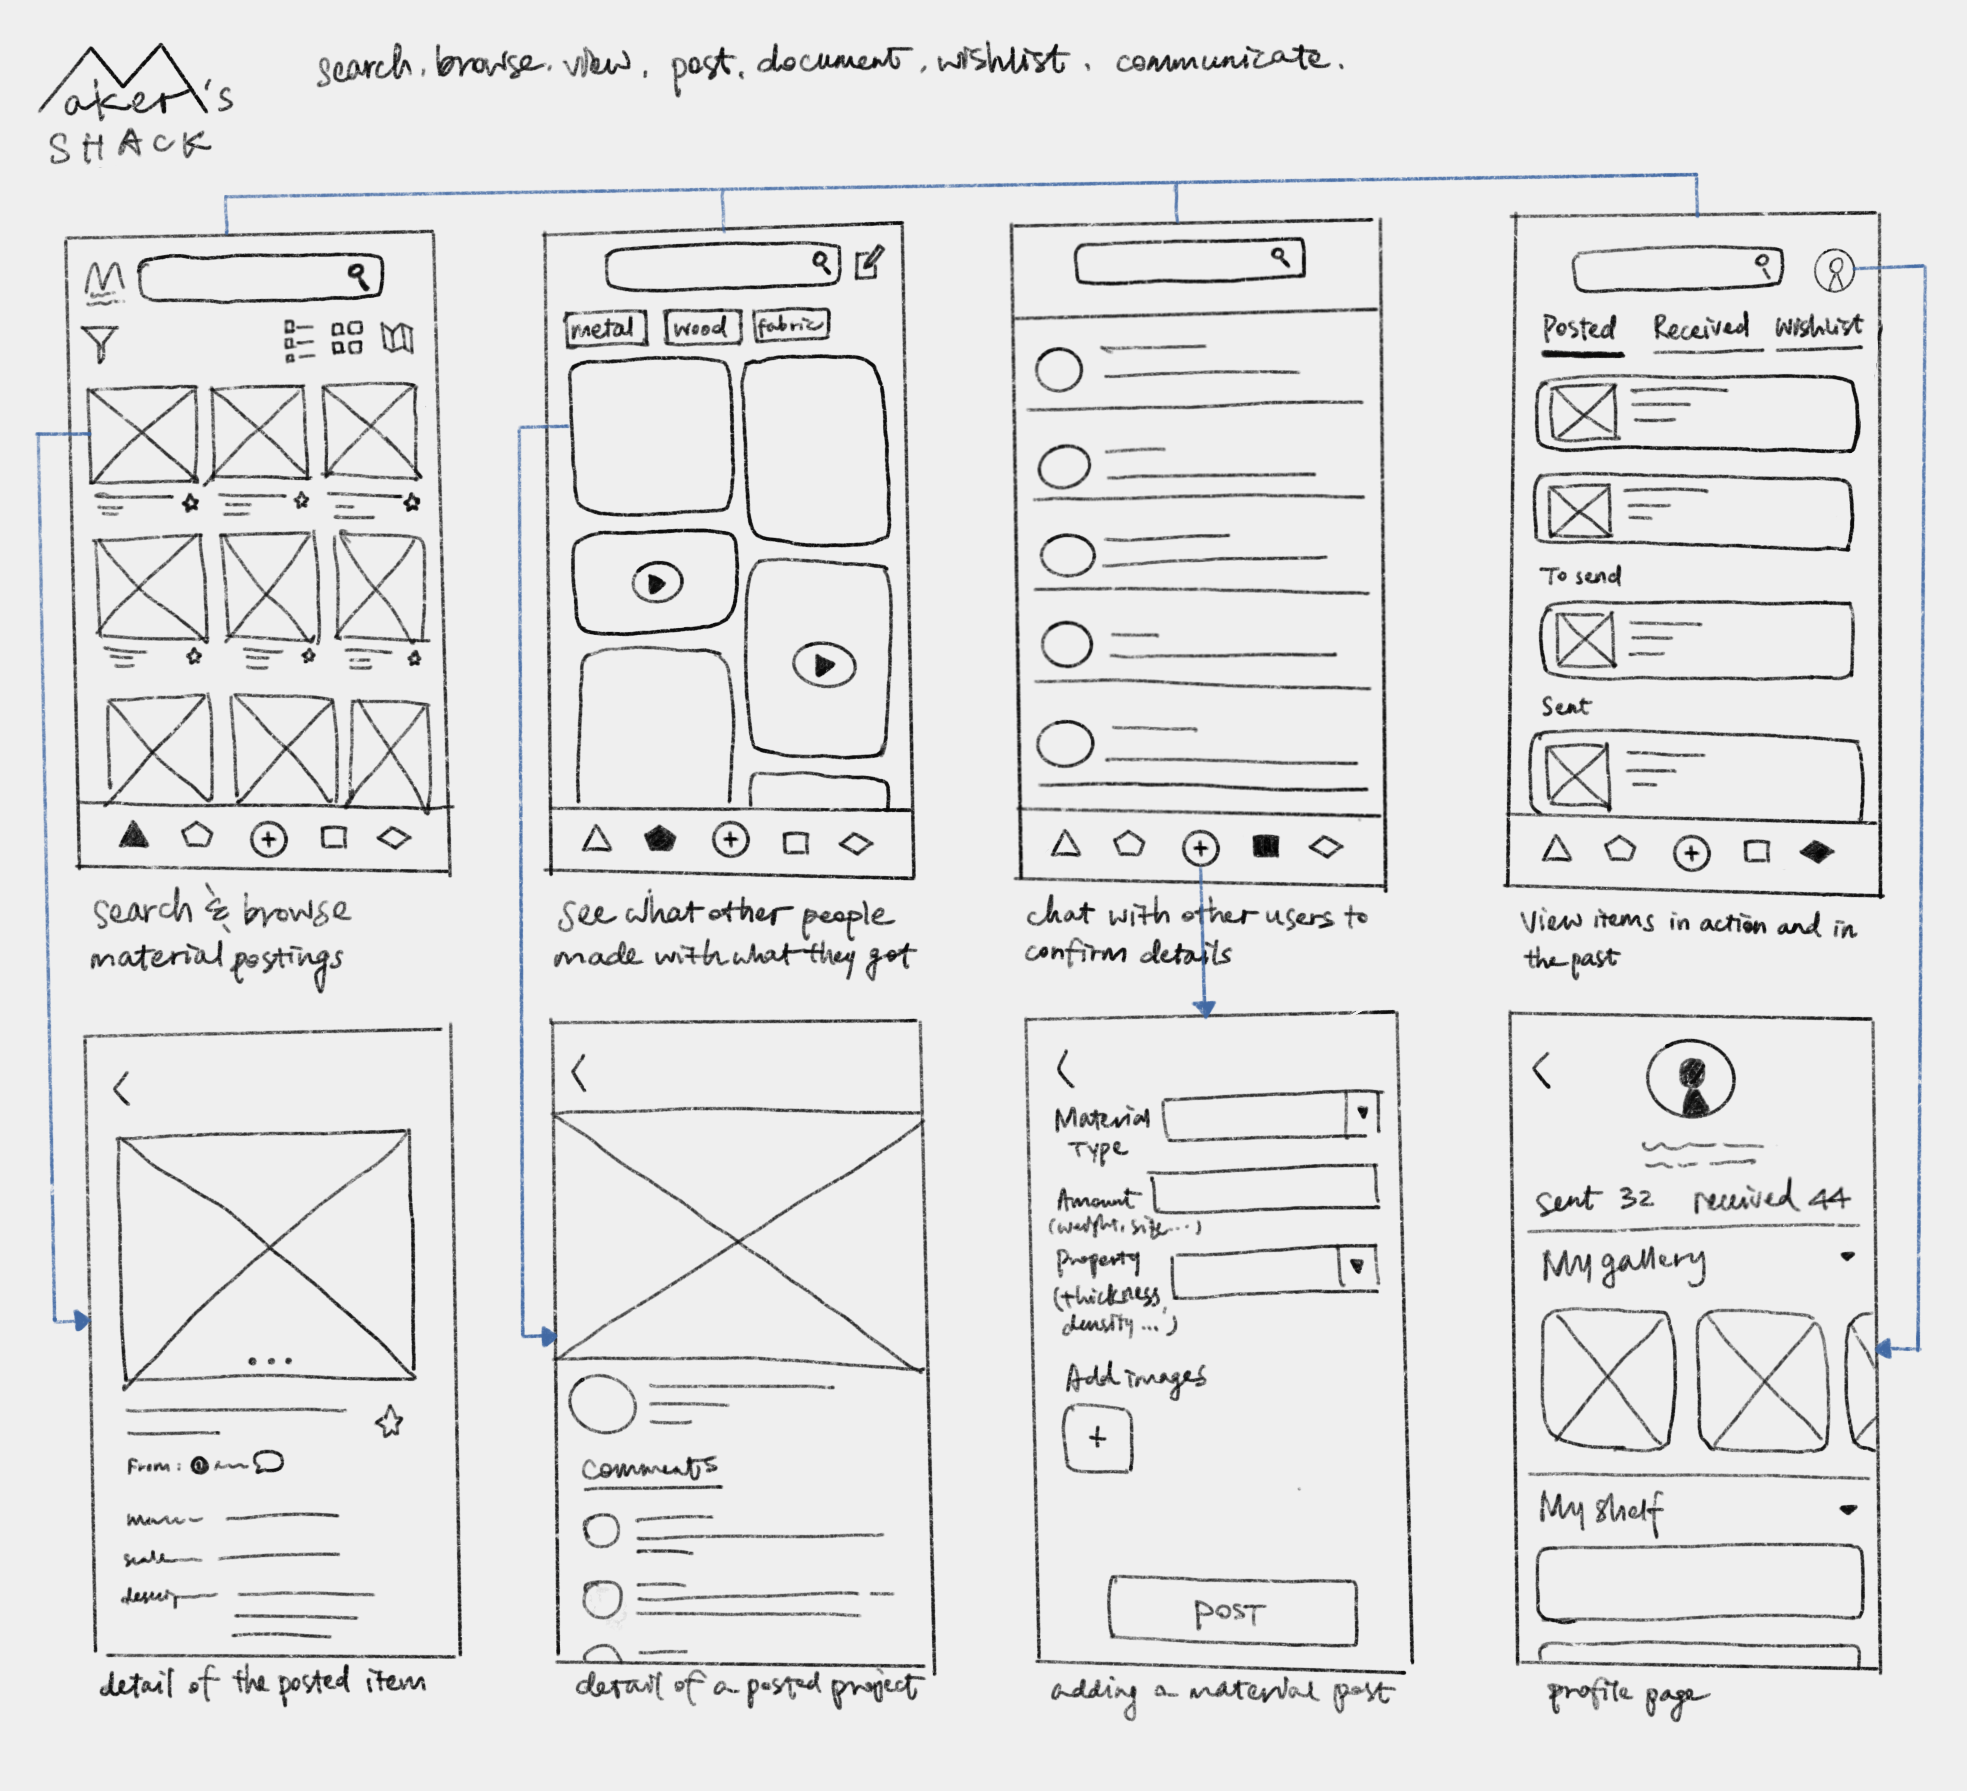 Maker's
SHACK
search. browse. view. post. document. wishlist. communicate.
metal wood fabric
Posted Received Wishlist
To send
Sent
search & browse
material postings
see what other people
made with what they got
chat with other users to
confirm details
View items in action and in
the past
From:
scale
descrip
detail of the posted item
comments
detail of a posted project
Material
Type
Amount
(weight, size...)
Property
(thickness,
density...)
Add images
+
POST
adding a material post
sent 32 received 44
My gallery
My shelf
profile page